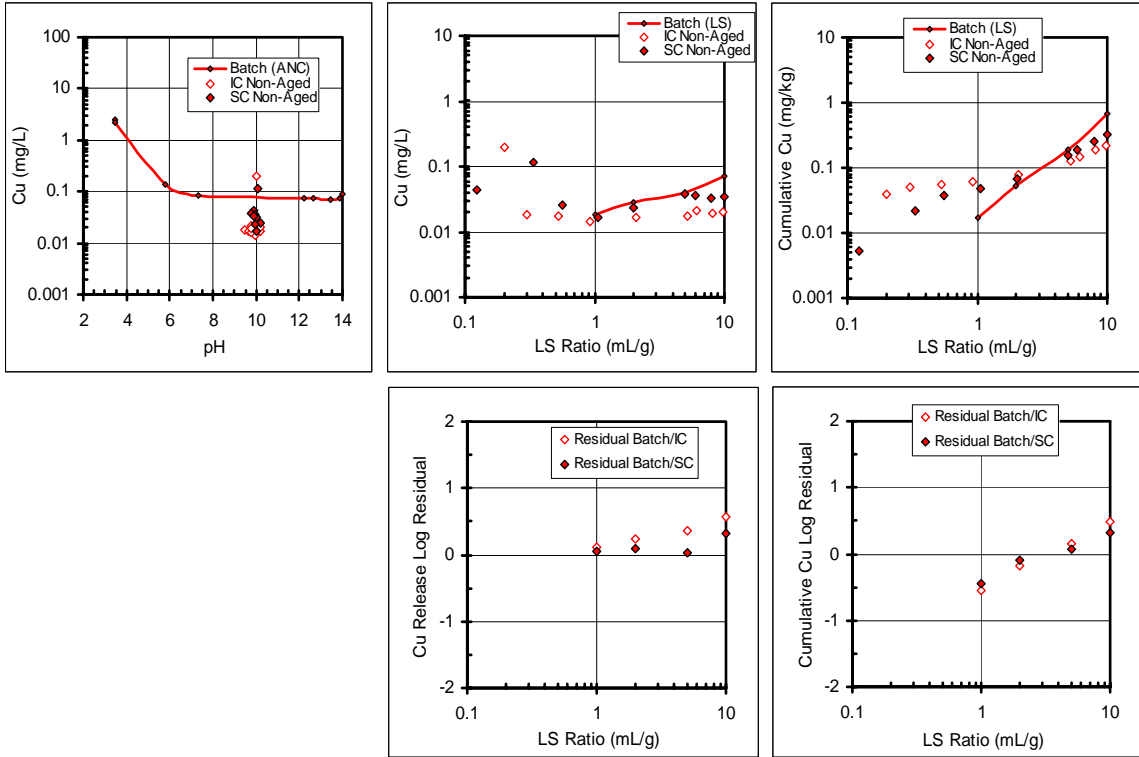 Cu (mg/L)
100
10
1
0.1
0.01
0.001
2 4 6 8 10 12 14
pH
Batch (ANC)
IC Non-Aged
SC Non-Aged
Cu (mg/L)
10
1
0.1
0.01
0.001
0.1 1 10
LS Ratio (mL/g)
Batch (LS)
IC Non-Aged
SC Non-Aged
Cumulative Cu (mg/kg)
10
1
0.1
0.01
0.001
0.1 1 10
LS Ratio (mL/g)
Batch (LS)
IC Non-Aged
SC Non-Aged
Cu Release Log Residual
2
1
0
-1
-2
0.1 1 10
LS Ratio (mL/g)
Residual Batch/IC
Residual Batch/SC
Cumulative Cu Log Residual
2
1
0
-1
-2
0.1 1 10
LS Ratio (mL/g)
Residual Batch/IC
Residual Batch/SC